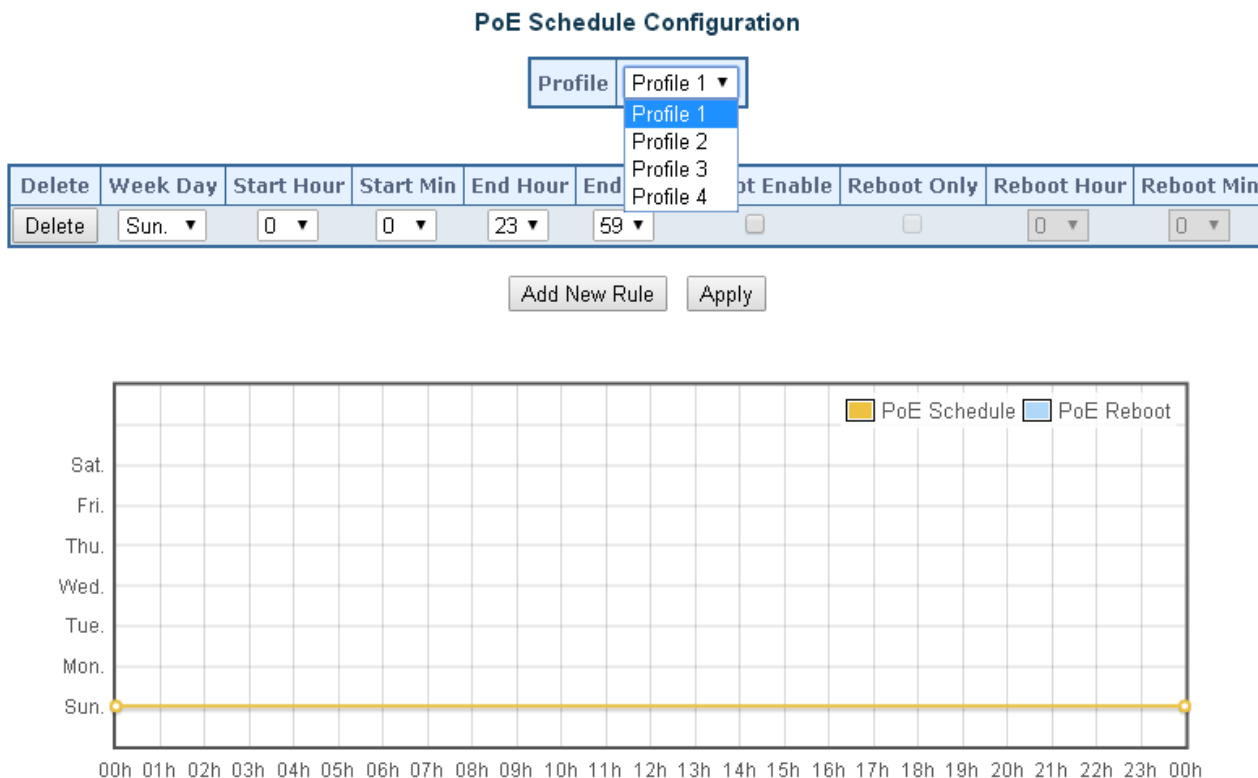 PoE Schedule Configuration
Profile Profile 1
Profile 1
Profile 2
Profile 3
Profile 4
Delete Week Day Start Hour Start Min End Hour End ot Enable Reboot Only Reboot Hour Reboot Min
Delete Sun. 0 0 23 59 0 0
Add New Rule Apply
PoE Schedule PoE Reboot
Sat.
Fri.
Thu.
Wed.
Tue.
Mon.
Sun.
00h 01h 02h 03h 04h 05h 06h 07h 08h 09h 10h 11h 12h 13h 14h 15h 16h 17h 18h 19h 20h 21h 22h 23h 00h